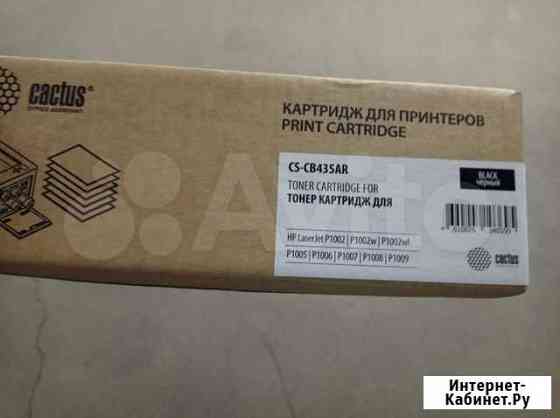 cactus®
КАРТРИДЖ ДЛЯ ПРИНТЕРОВ
PRINT CARTRIDGE
CS-CB435AR
BLACK
черный
TONER CARTRIDGE FOR
ТОНЕР КАРТРИДЖ ДЛЯ
HP LaserJet P1002 | P1002w | P1002wl
P1005 | P1006 | P1007 | P1008 | P1009
cactus
Avito
Интернет-
Кабинет.Ру